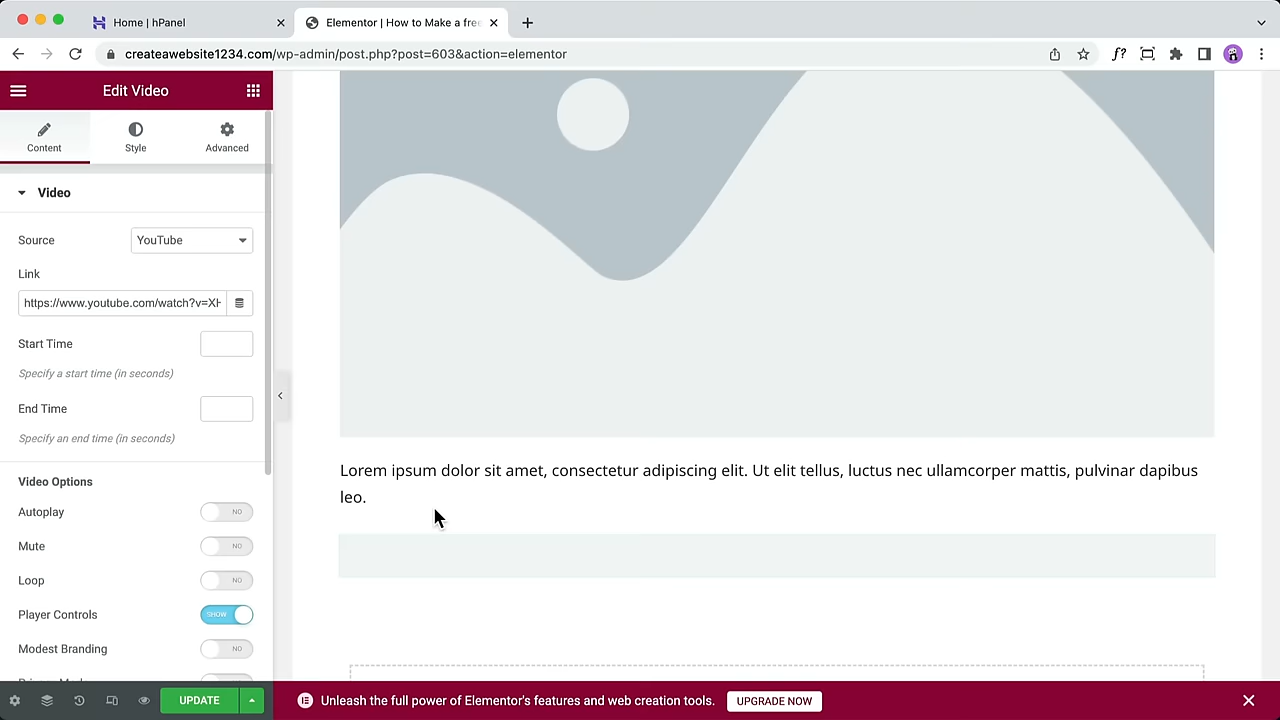 Home | hPanel
Elementor | How to Make a free
createawebsite1234.com/wp-admin/post.php?post=603&action=elementor
f?
Edit Video
Content
Style
Advanced
Video
Source
YouTube
Link
https://www.youtube.com/watch?v=XH
Start Time
Specify a start time (in seconds)
End Time
Specify an end time (in seconds)
Video Options
Autoplay
NO
Mute
NO
Loop
NO
Player Controls
SHOW
Modest Branding
NO
Lorem ipsum dolor sit amet, consectetur adipiscing elit. Ut elit tellus, luctus nec ullamcorper mattis, pulvinar dapibus
leo.
UPDATE
Unleash the full power of Elementor's features and web creation tools.
UPGRADE NOW